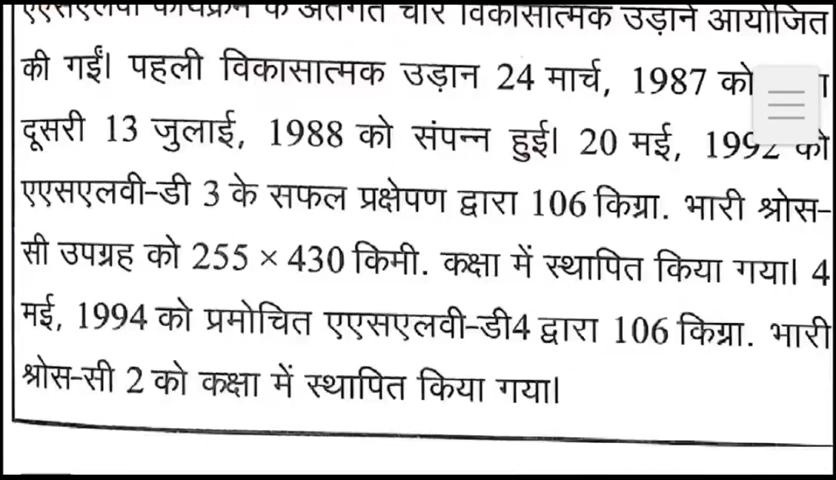 एएसएलवी कार्यक्रम के अंतर्गत चार विकासात्मक उड़ानें आयोजित
की गईं। पहली विकासात्मक उड़ान 24 मार्च, 1987 को
दूसरी 13 जुलाई, 1988 को संपन्न हुई। 20 मई, 1992 को
एएसएलवी-डी 3 के सफल प्रक्षेपण द्वारा 106 किग्रा. भारी श्रोस-
सी उपग्रह को 255 × 430 किमी. कक्षा में स्थापित किया गया। 4
मई, 1994 को प्रमोचित एएसएलवी-डी4 द्वारा 106 किग्रा. भारी
श्रोस-सी 2 को कक्षा में स्थापित किया गया।